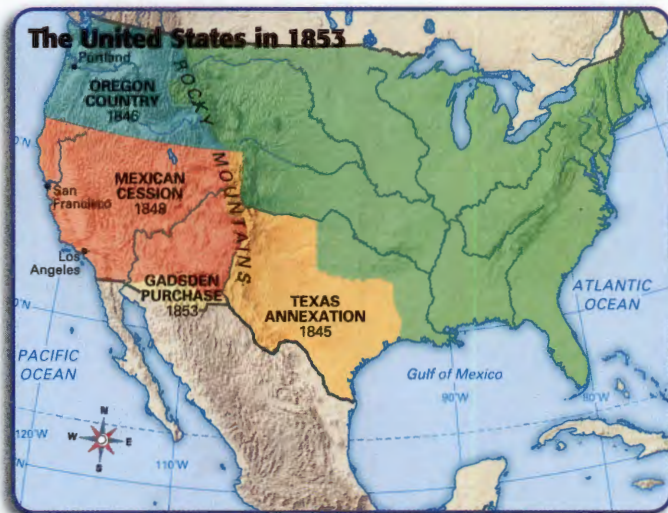 The United States in 1853
Portland
ROCKY MOUNTAINS
OREGON
COUNTRY
1846
MEXICAN
CESSION
1848
San
Francisco
Los
Angeles
GADSDEN
PURCHASE
1853
TEXAS
ANNEXATION
1845
ATLANTIC
OCEAN
PACIFIC
OCEAN
Gulf of Mexico
90°W
80°W
N
W
E
S
120°W
110°W